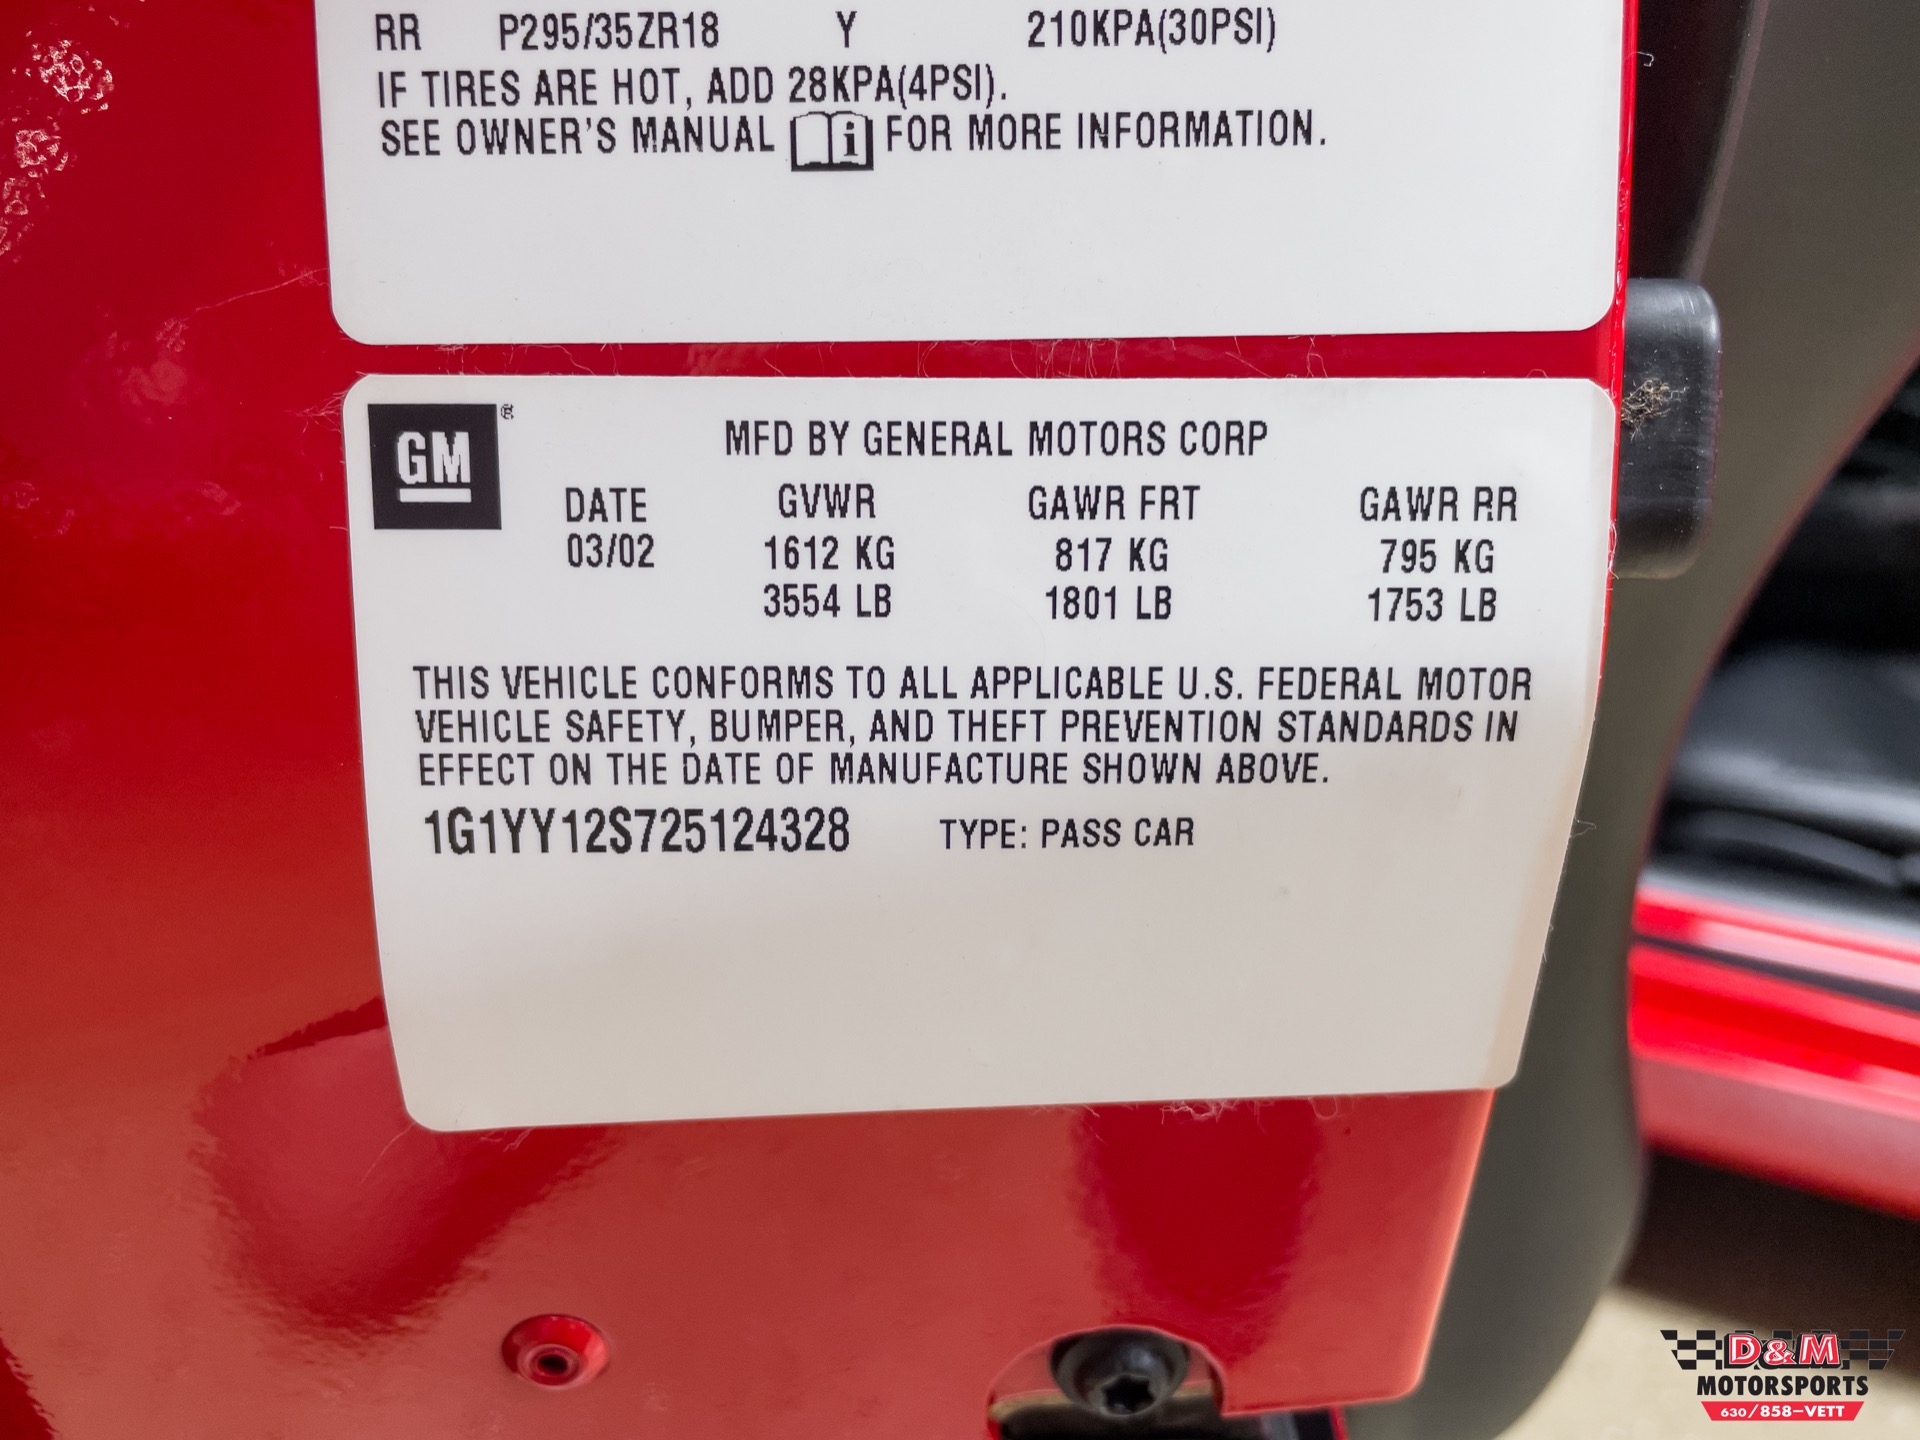 RR P295/35ZR18 Y 210KPA(30PSI)
IF TIRES ARE HOT, ADD 28KPA(4PSI).
SEE OWNER'S MANUAL i FOR MORE INFORMATION.
GM®
MFD BY GENERAL MOTORS CORP
DATE GVWR GAWR FRT GAWR RR
03/02 1612 KG 817 KG 795 KG
3554 LB 1801 LB 1753 LB
THIS VEHICLE CONFORMS TO ALL APPLICABLE U.S. FEDERAL MOTOR
VEHICLE SAFETY, BUMPER, AND THEFT PREVENTION STANDARDS IN
EFFECT ON THE DATE OF MANUFACTURE SHOWN ABOVE.
1G1YY12S725124328 TYPE: PASS CAR
D&M
MOTORSPORTS
630/858-VETT